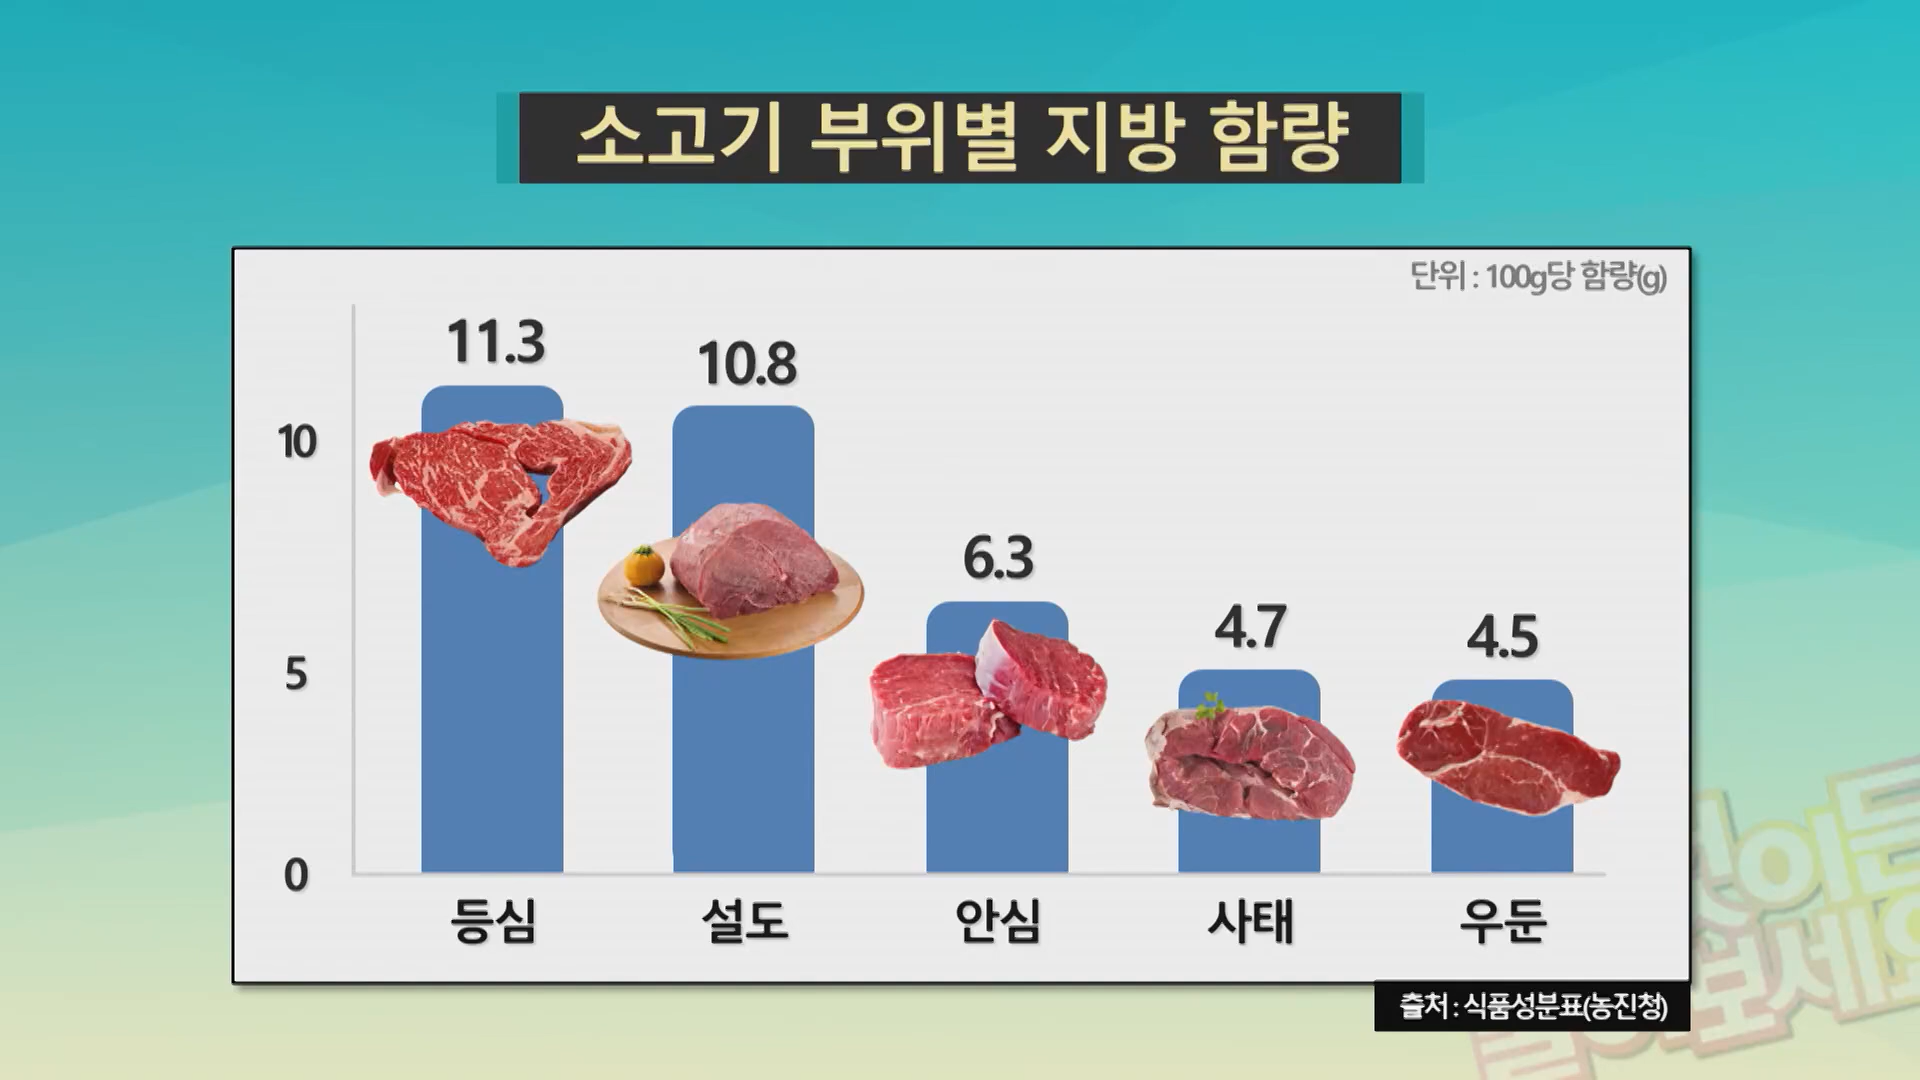 소고기 부위별 지방 함량
단위 : 100g당 함량(g)
11.3
10.8
6.3
4.7
4.5
10
5
0
등심
설도
안심
사태
우둔
출처 : 식품성분표(농진청)